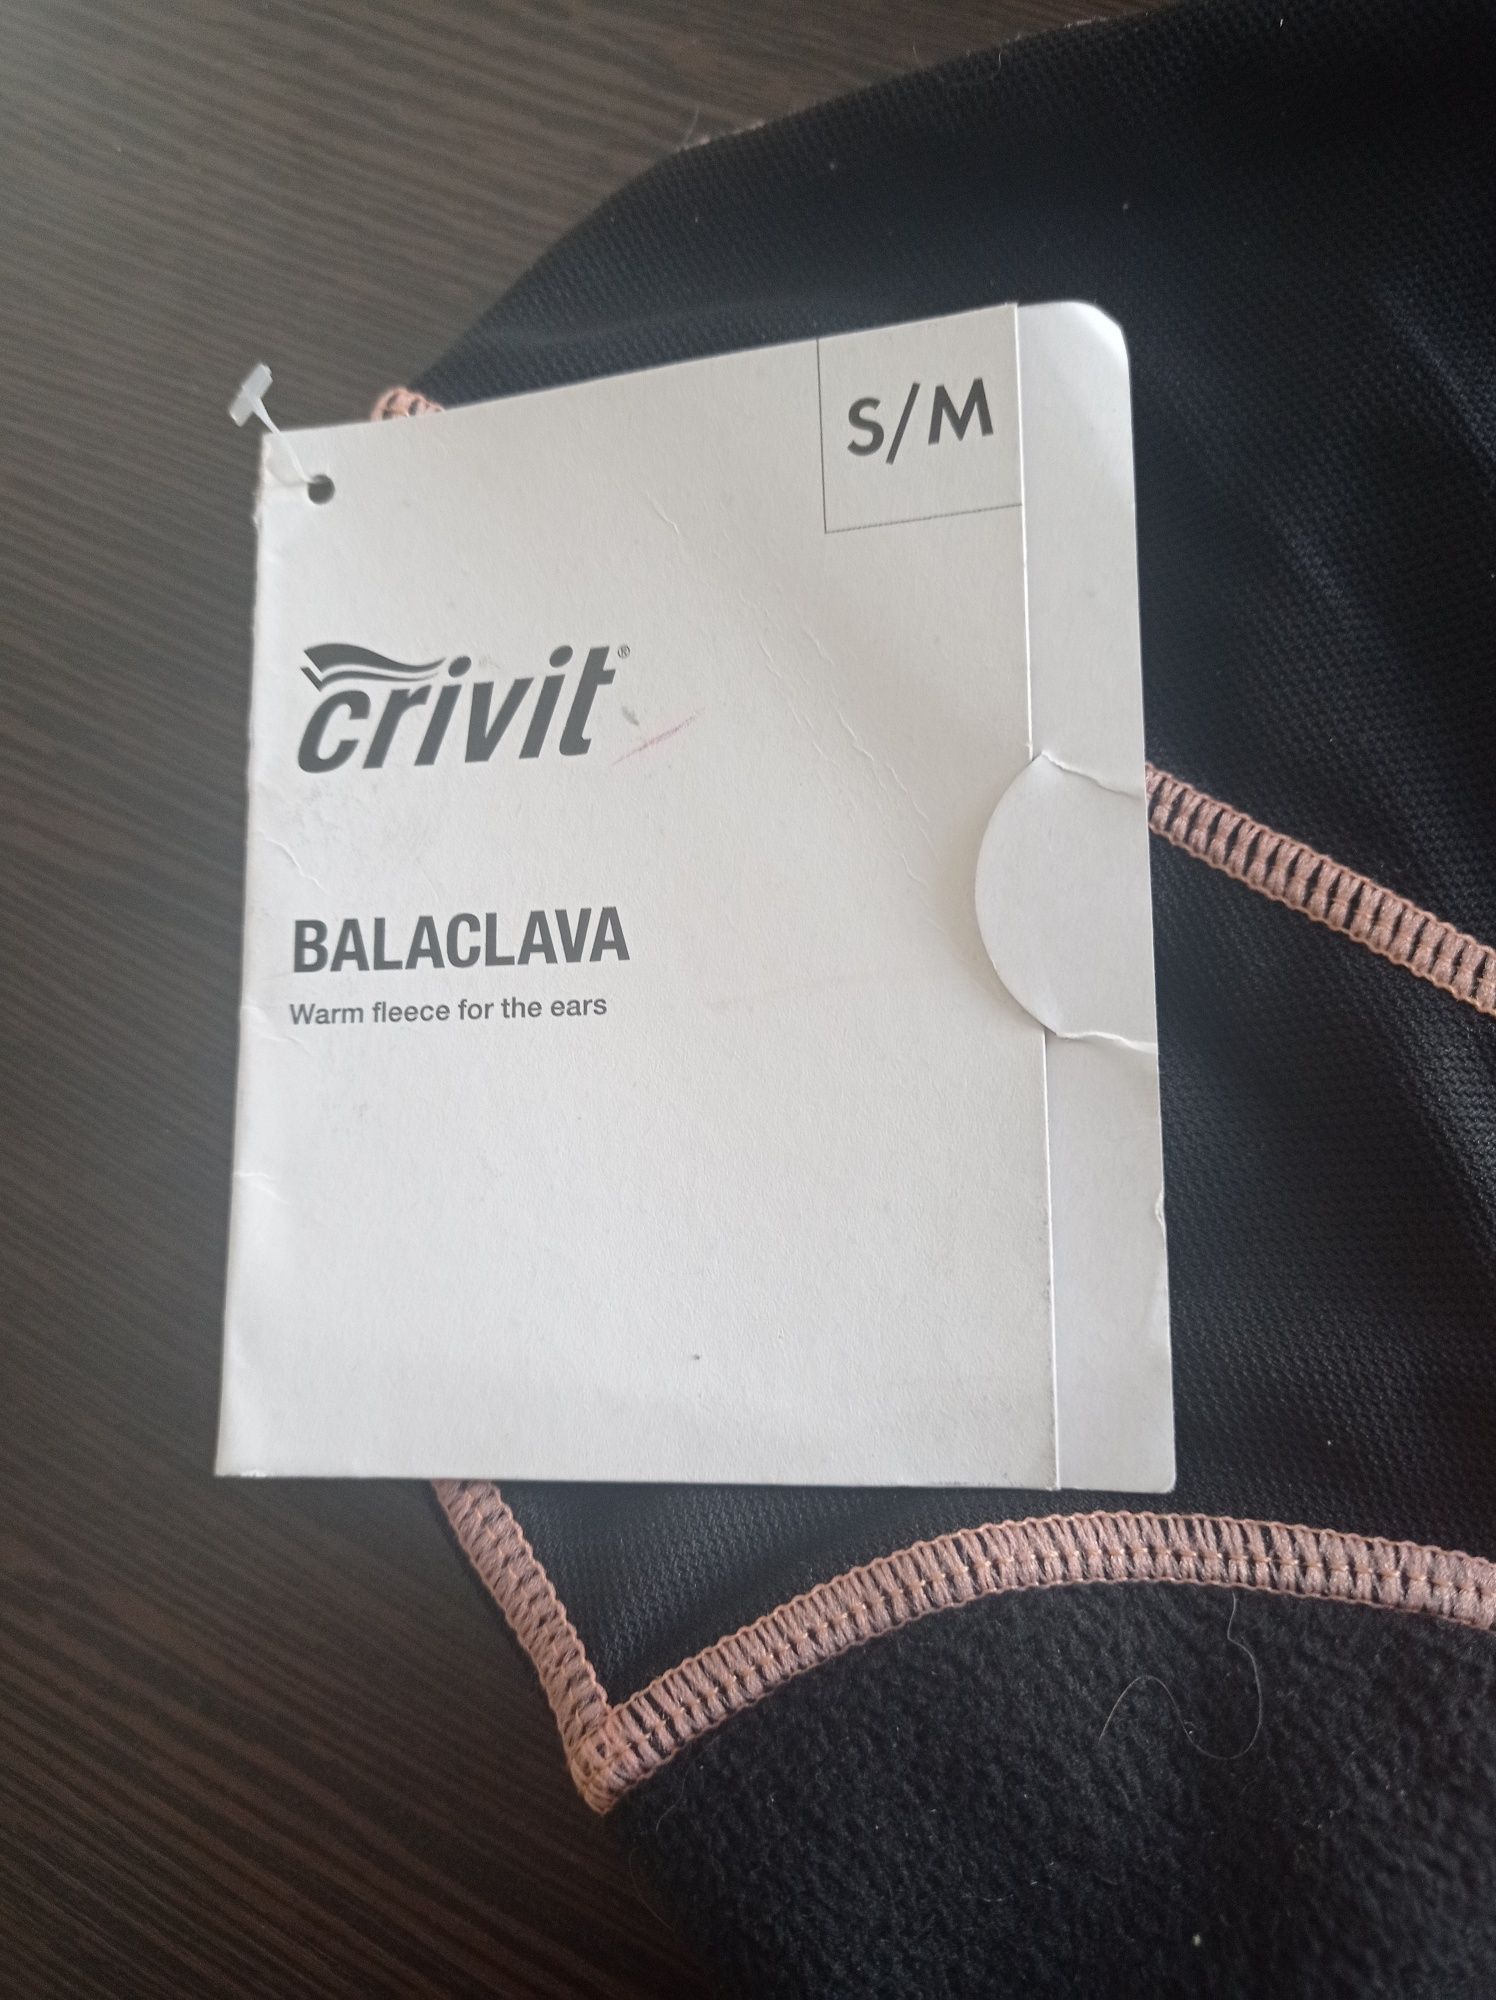 S/M
crivit®
BALACLAVA
Warm fleece for the ears